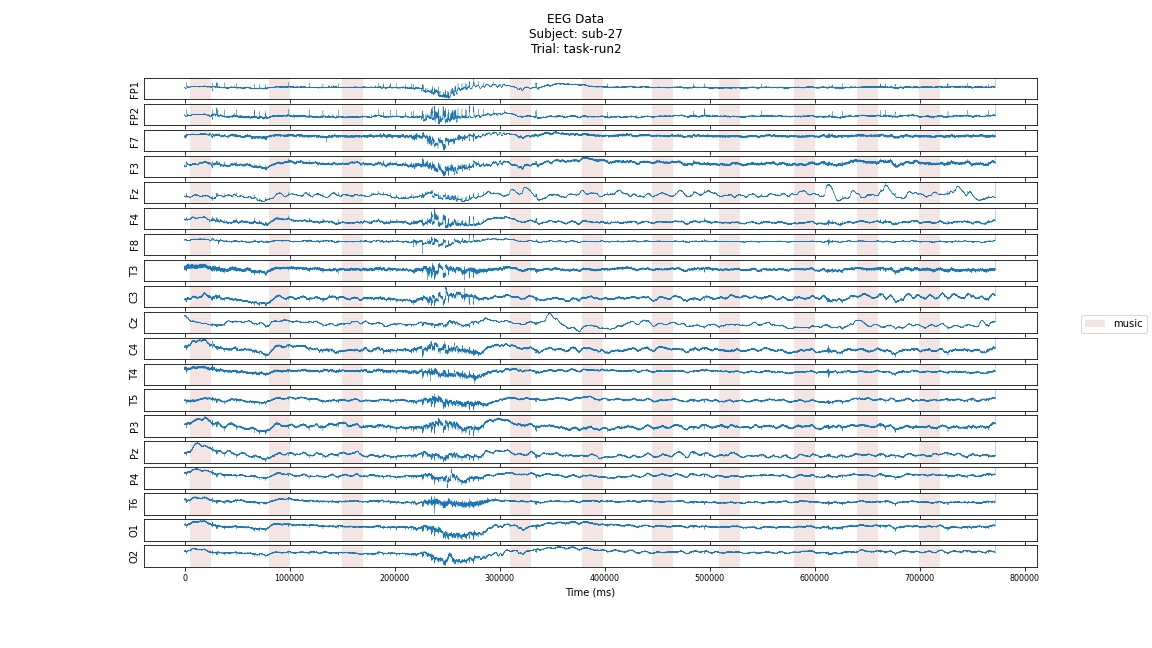 EEG Data
Subject: sub-27
Trial: task-run2
FP1
FP2
F7
F3
Fz
F4
F8
T3
C3
Cz
C4
T4
T5
P3
Pz
P4
T6
O1
O2
music
0 100000 200000 300000 400000 500000 600000 700000 800000
Time (ms)